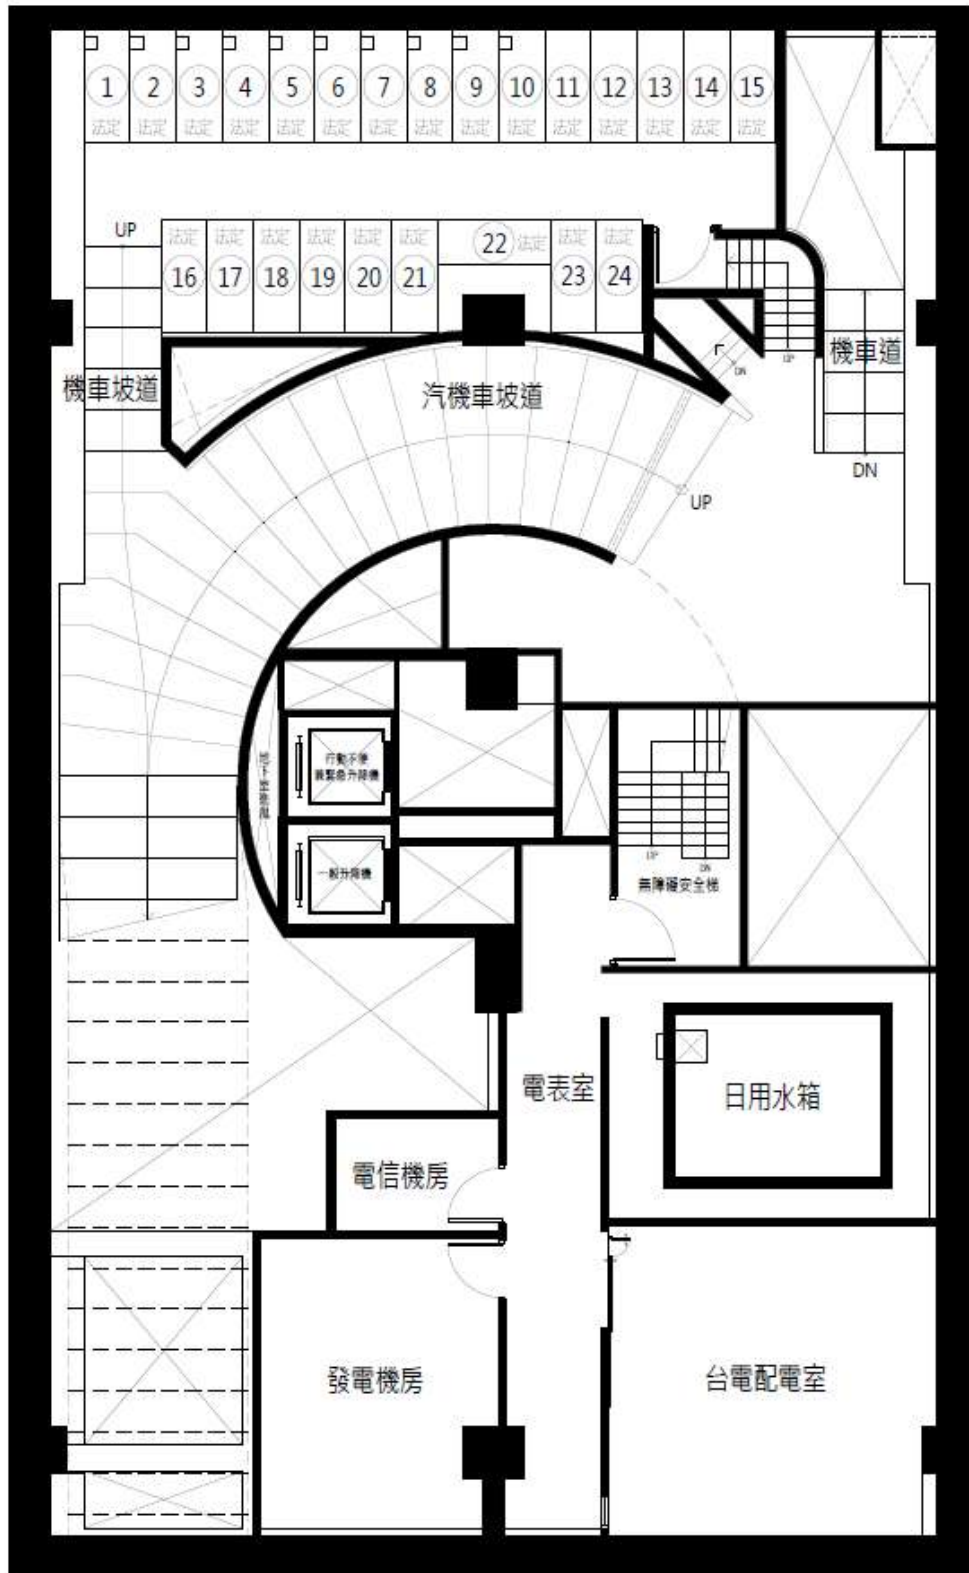 1 2 3 4 5 6 7 8 9 10 11 12 13 14 15
法定 法定 法定 法定 法定 法定 法定 法定 法定 法定 法定 法定 法定 法定 法定
UP
法定 法定 法定 法定 法定 法定 22 法定 法定 法定
16 17 18 19 20 21 23 24
UP
機車道
DN
機車坡道
汽機車坡道
DN
UP
行動不便
兼緊急升降機
一般升降機
UP
DN
無障礙安全梯
電表室
日用水箱
電信機房
發電機房
台電配電室